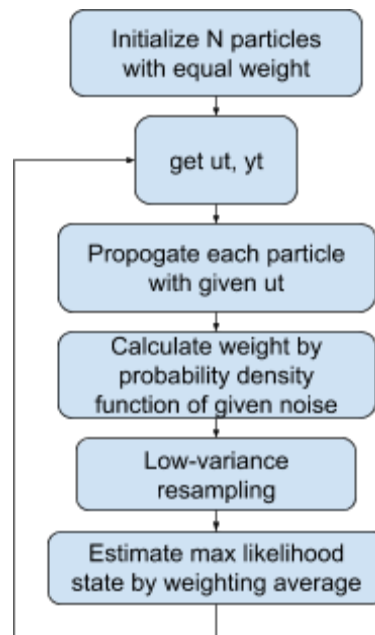 Initialize N particles
with equal weight
get ut, yt
Propogate each particle
with given ut
Calculate weight by
probability density
function of given noise
Low-variance
resampling
Estimate max likelihood
state by weighting average